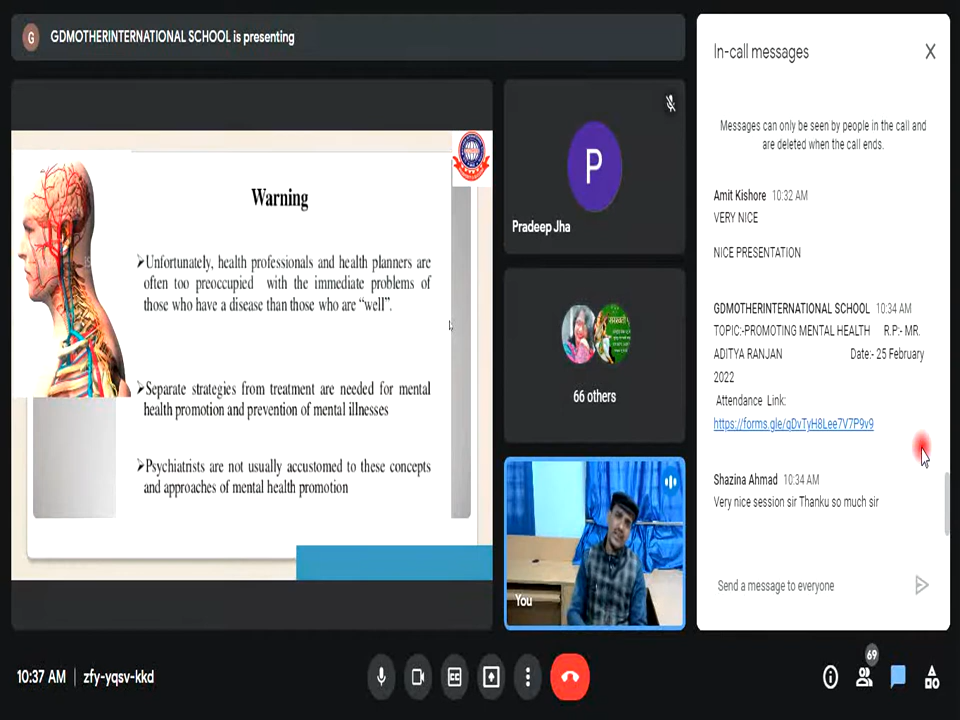 G
GDMOTHERINTERNATIONAL SCHOOL is presenting
Warning
➢Unfortunately, health professionals and health planners are
often too preoccupied with the immediate problems of
those who have a disease than those who are “well”.
➢Separate strategies from treatment are needed for mental
health promotion and prevention of mental illnesses
➢Psychiatrists are not usually accustomed to these concepts
and approaches of mental health promotion
P
Pradeep Jha
66 others
You
In-call messages
Messages can only be seen by people in the call and
are deleted when the call ends.
Amit Kishore 10:32 AM
VERY NICE
NICE PRESENTATION
GDMOTHERINTERNATIONAL SCHOOL 10:34 AM
TOPIC:-PROMOTING MENTAL HEALTH R.P:- MR.
ADITYA RANJAN Date:- 25 February
2022
Attendance Link:
https://forms.gle/qDvTyH8Lee7V7P9v9
Shazina Ahmad 10:34 AM
Very nice session sir Thanku so much sir
Send a message to everyone
10:37 AM | zfy-yqsv-kkd
CC
69